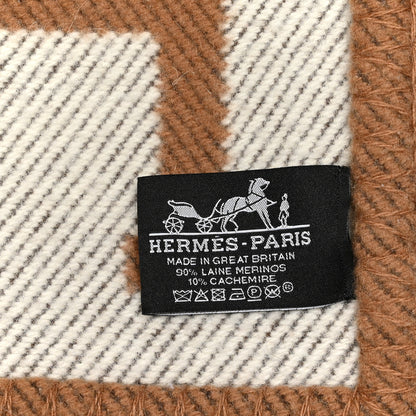 HERMÈS-PARIS
MADE IN GREAT BRITAIN
90% LAINE MERINOS
10% CACHEMIRE